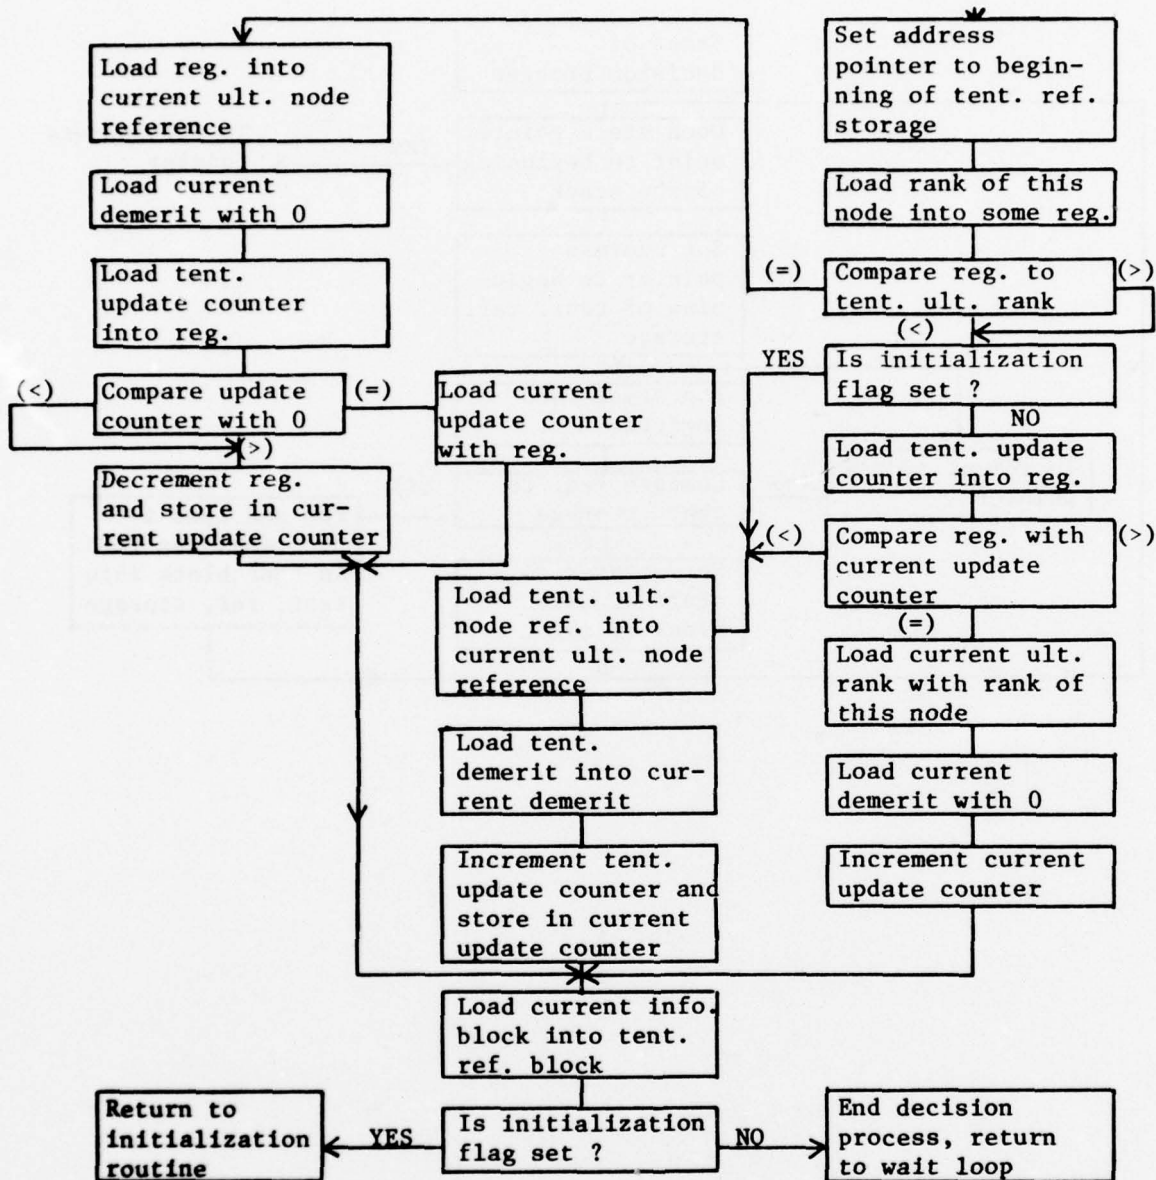 Set address
pointer to begin-
ning of tent. ref.
storage
Load rank of this
node into some reg.
(=)
Compare reg. to
tent. ult. rank
(>)
(<)
YES
Is initialization
flag set ?
NO
Load tent. update
counter into reg.
(<)
Compare reg. with
current update
counter
(>)
(=)
Load current ult.
rank with rank of
this node
Load current
demerit with 0
Increment current
update counter
Load reg. into
current ult. node
reference
Load current
demerit with 0
Load tent.
update counter
into reg.
(<)
Compare update
counter with 0
(=)
(>)
Load current
update counter
with reg.
Decrement reg.
and store in cur-
rent update counter
Load tent. ult.
node ref. into
current ult. node
reference
Load tent.
demerit into cur-
rent demerit
Increment tent.
update counter and
store in current
update counter
Load current info.
block into tent.
ref. block
Is initialization
flag set ?
YES
NO
Return to
initialization
routine
End decision
process, return
to wait loop